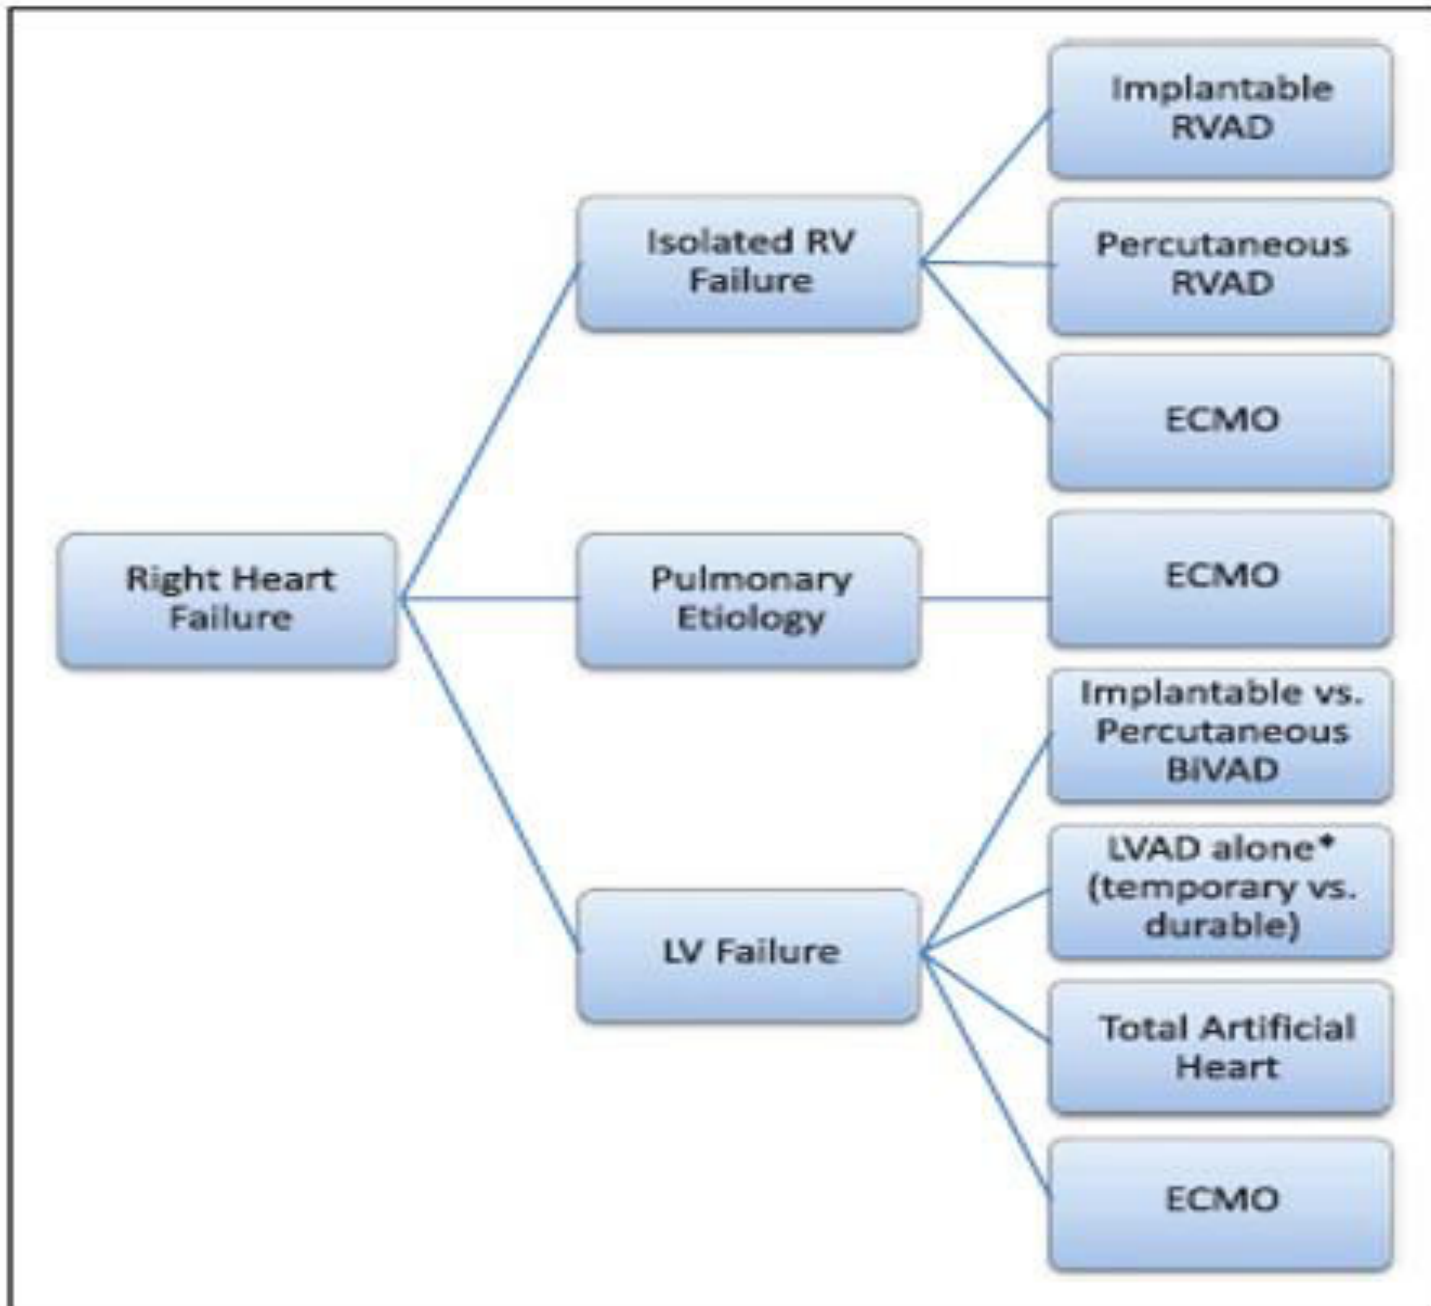 Right Heart
Failure
Isolated RV
Failure
Pulmonary
Etiology
LV Failure
Implantable
RVAD
Percutaneous
RVAD
ECMO
ECMO
Implantable vs.
Percutaneous
BiVAD
LVAD alone*
(temporary vs.
durable)
Total Artificial
Heart
ECMO